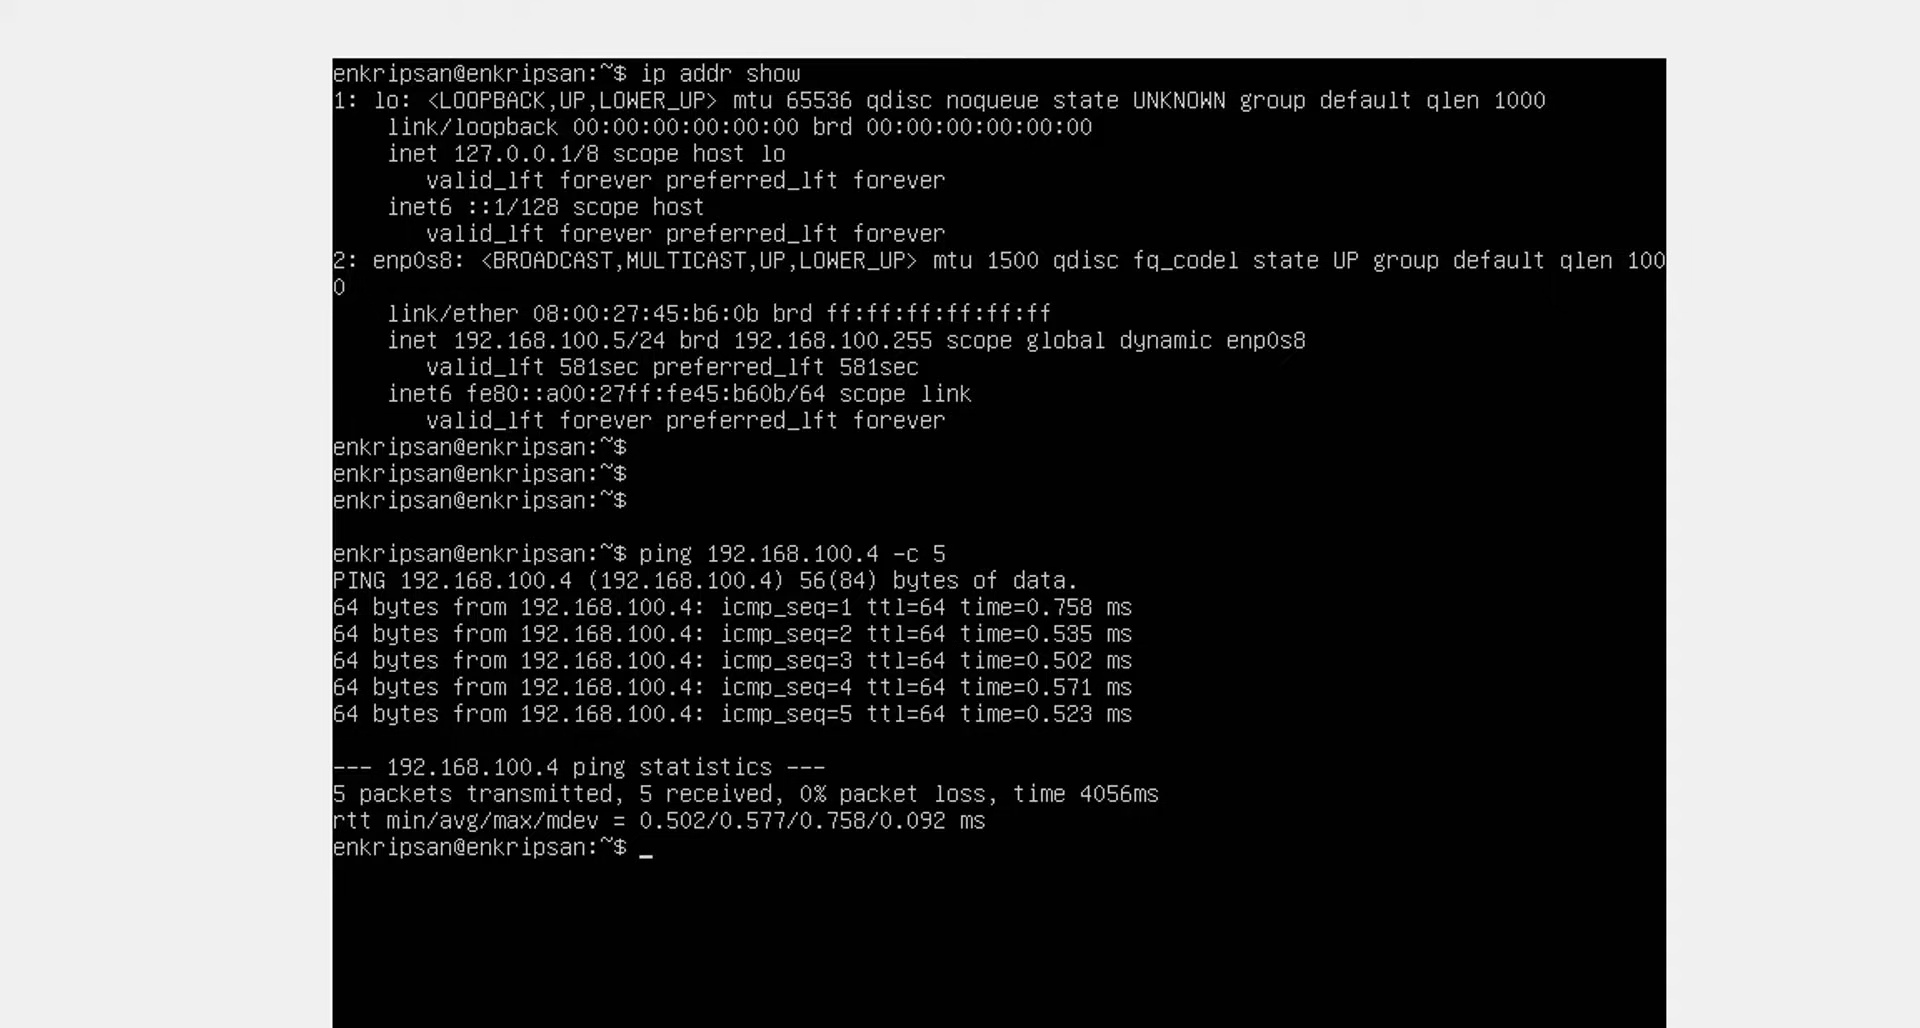 enkripsan@enkripsan:~$ ip addr show
1: lo: <LOOPBACK,UP,LOWER_UP> mtu 65536 qdisc noqueue state UNKNOWN group default qlen 1000
    link/loopback 00:00:00:00:00:00 brd 00:00:00:00:00:00
    inet 127.0.0.1/8 scope host lo
       valid_lft forever preferred_lft forever
    inet6 ::1/128 scope host
       valid_lft forever preferred_lft forever
2: enp0s8: <BROADCAST,MULTICAST,UP,LOWER_UP> mtu 1500 qdisc fq_codel state UP group default qlen 100
0
    link/ether 08:00:27:45:b6:0b brd ff:ff:ff:ff:ff:ff
    inet 192.168.100.5/24 brd 192.168.100.255 scope global dynamic enp0s8
       valid_lft 581sec preferred_lft 581sec
    inet6 fe80::a00:27ff:fe45:b60b/64 scope link
       valid_lft forever preferred_lft forever
enkripsan@enkripsan:~$
enkripsan@enkripsan:~$
enkripsan@enkripsan:~$
enkripsan@enkripsan:~$ ping 192.168.100.4 -c 5
PING 192.168.100.4 (192.168.100.4) 56(84) bytes of data.
64 bytes from 192.168.100.4: icmp_seq=1 ttl=64 time=0.758 ms
64 bytes from 192.168.100.4: icmp_seq=2 ttl=64 time=0.535 ms
64 bytes from 192.168.100.4: icmp_seq=3 ttl=64 time=0.502 ms
64 bytes from 192.168.100.4: icmp_seq=4 ttl=64 time=0.571 ms
64 bytes from 192.168.100.4: icmp_seq=5 ttl=64 time=0.523 ms
--- 192.168.100.4 ping statistics ---
5 packets transmitted, 5 received, 0% packet loss, time 4056ms
rtt min/avg/max/mdev = 0.502/0.577/0.758/0.092 ms
enkripsan@enkripsan:~$ _